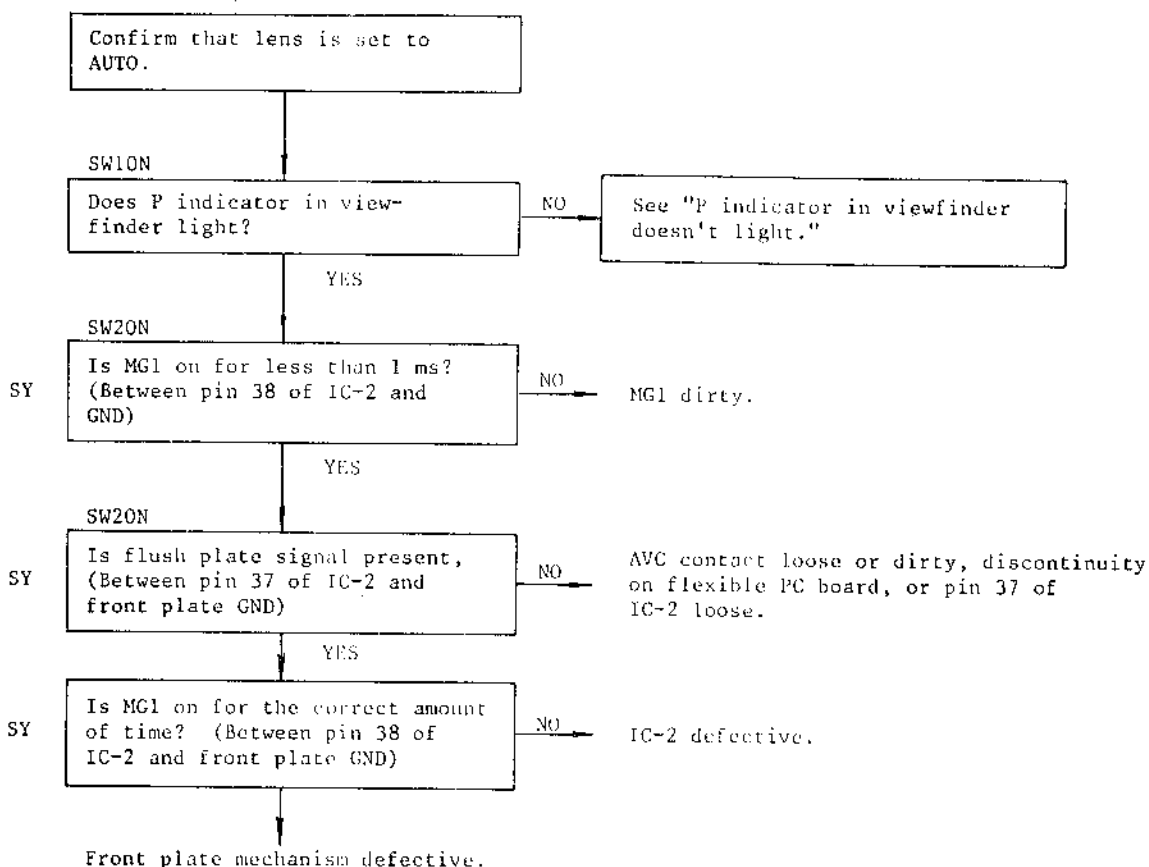 Confirm that lens is set to
AUTO.
SW1ON
Does P indicator in view-
finder light?
NO
See "P indicator in viewfinder
doesn't light."
YES
SW2ON
SY
Is MG1 on for less than 1 ms?
(Between pin 38 of IC-2 and
GND)
NO
MG1 dirty.
YES
SW2ON
SY
Is flush plate signal present,
(Between pin 37 of IC-2 and
front plate GND)
NO
AVC contact loose or dirty, discontinuity
on flexible PC board, or pin 37 of
IC-2 loose.
YES
SY
Is MG1 on for the correct amount
of time? (Between pin 38 of
IC-2 and front plate GND)
NO
IC-2 defective.
Front plate mechanism defective.